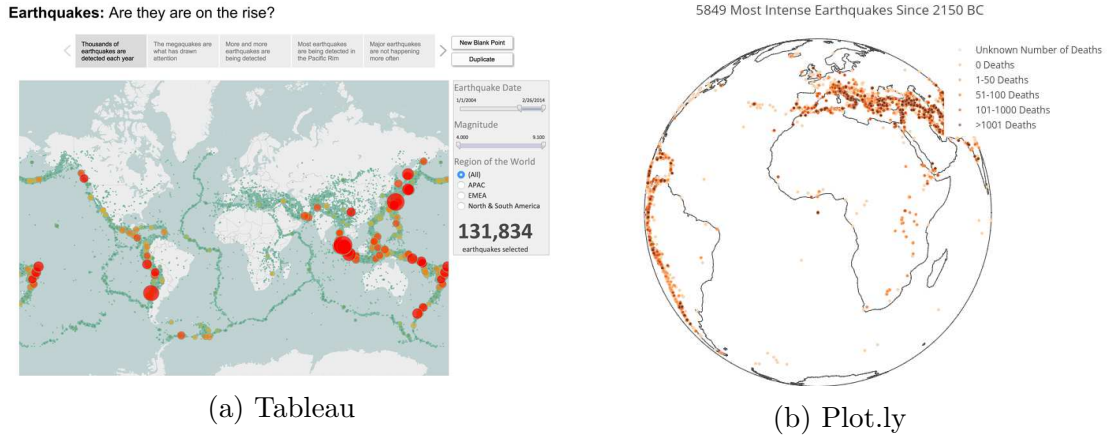 Earthquakes: Are they are on the rise?
Thousands of
earthquakes are
detected each year
The megaquakes are
what has drawn
attention
More and more
earthquakes are
being detected
Most earthquakes
are being detected in
the Pacific Rim
Major earthquakes
are not happening
more often
New Blank Point
Duplicate
Earthquake Date
1/1/2004 2/26/2014
Magnitude
4.000 9.100
Region of the World
(All)
APAC
EMEA
North & South America
131,834
earthquakes selected
(a) Tableau
5849 Most Intense Earthquakes Since 2150 BC
Unknown Number of Deaths
0 Deaths
1-50 Deaths
51-100 Deaths
101-1000 Deaths
>1001 Deaths
(b) Plot.ly